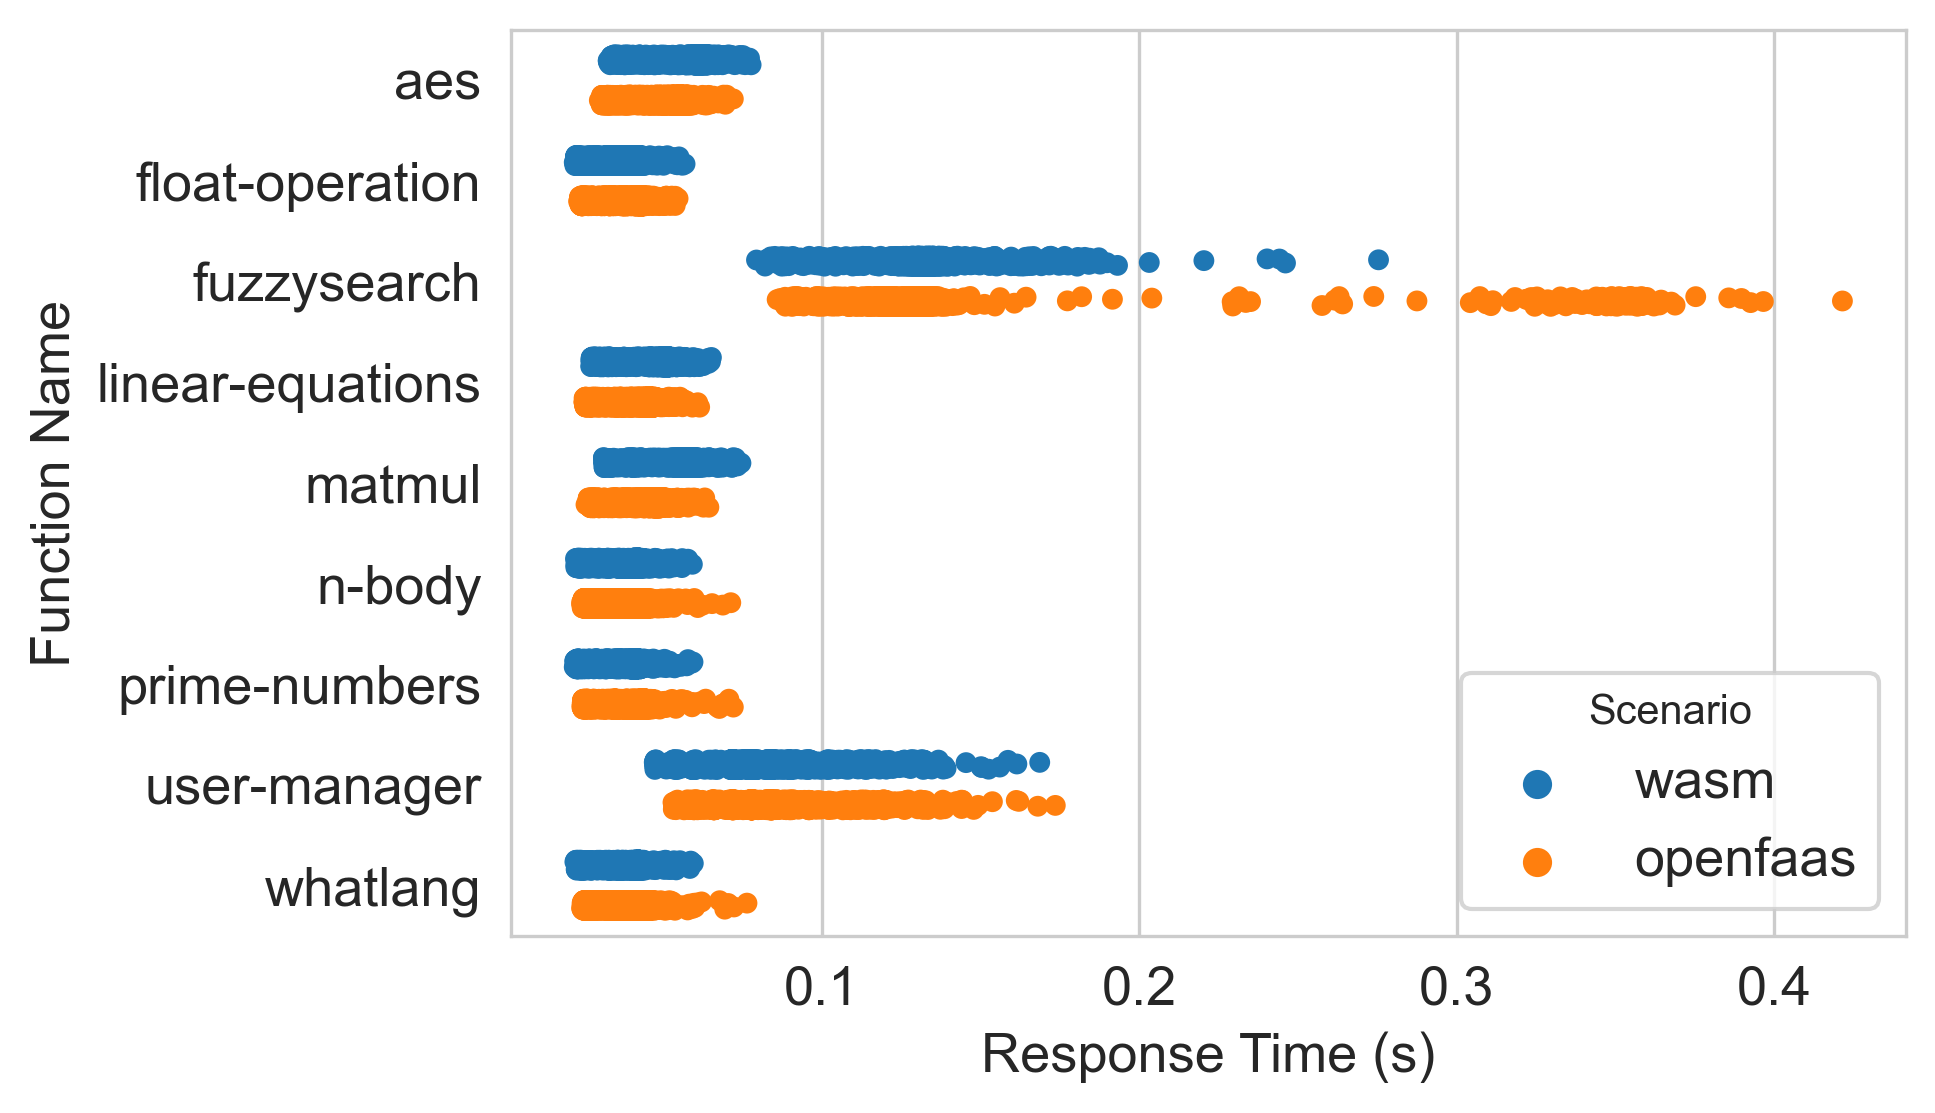 Function Name
aes
float-operation
fuzzysearch
linear-equations
matmul
n-body
prime-numbers
user-manager
whatlang
Scenario
wasm
openfaas
0.1 0.2 0.3 0.4
Response Time (s)